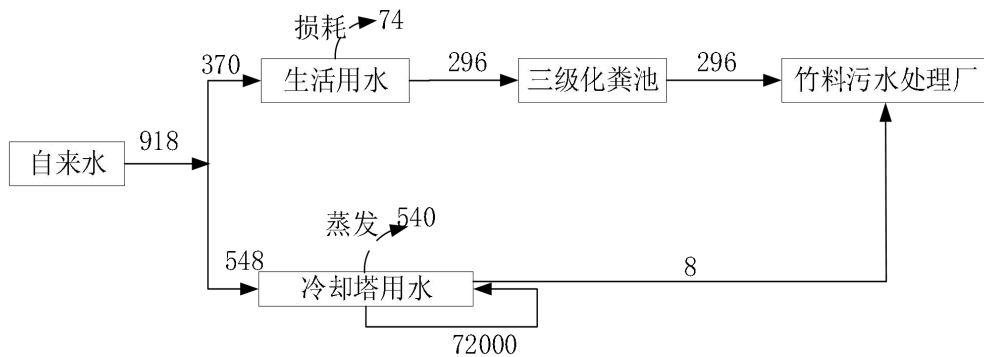 损耗 74
370
生活用水
296
三级化粪池
296
竹料污水处理厂
自来水
918
蒸发 540
548
冷却塔用水
8
72000